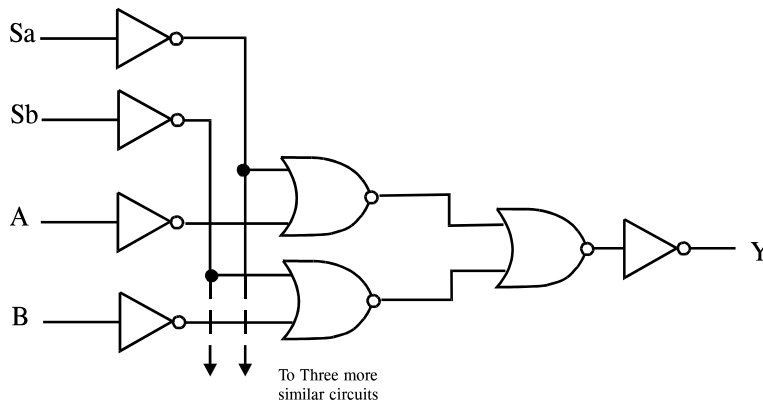 Sa
Sb
A
B
Y
To Three more
similar circuits